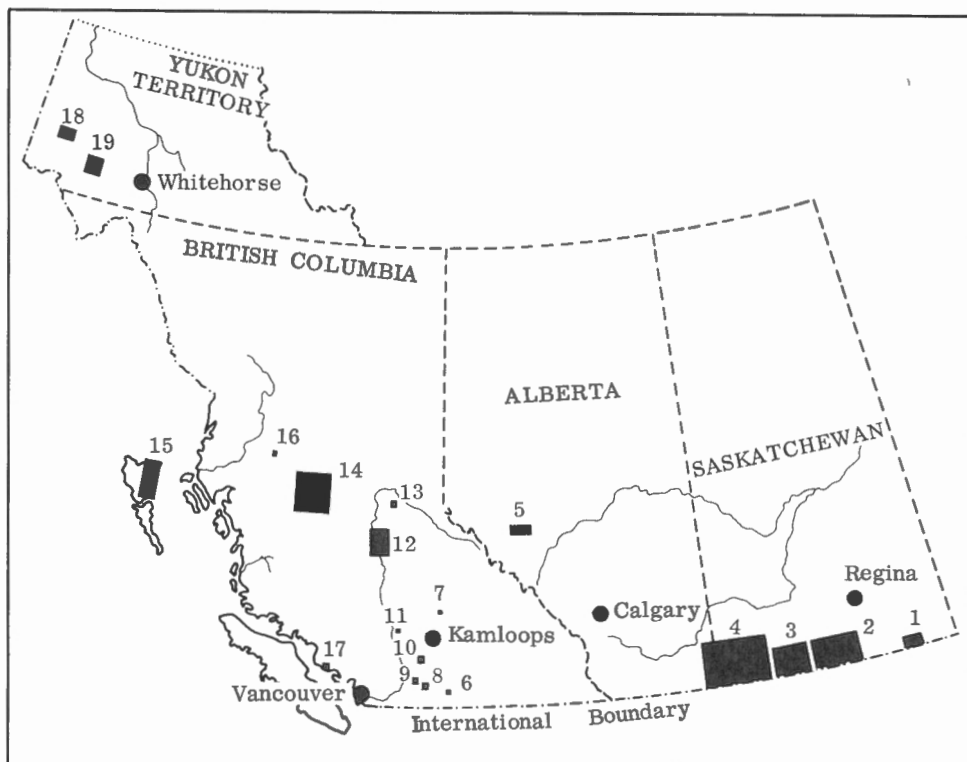 YUKON
TERRITORY
18
19
Whitehorse
BRITISH COLUMBIA
ALBERTA
SASKATCHEWAN
15
16
14
13
5
12
Regina
7
Calgary
1
11
Kamloops
4
3
2
10
17
9
8
6
Vancouver
International Boundary